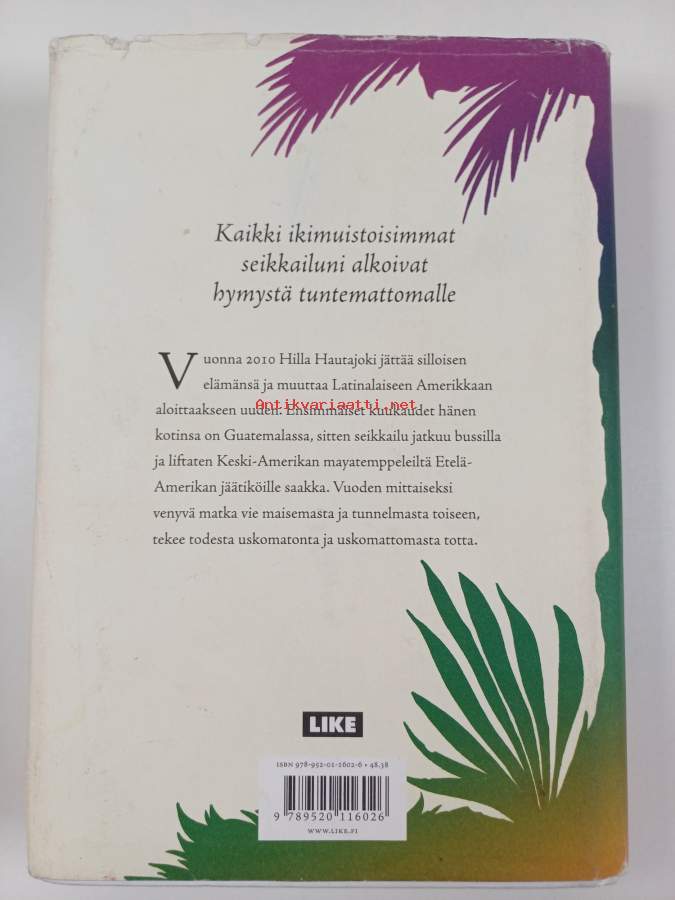 Kaikki ikimuistoisimmat
seikkailuni alkoivat
hymystä tuntemattomalle
Vuonna 2010 Hilla Hautajoki jättää silloisen
elämänsä ja muuttaa Latinalaiseen Amerikkaan
Antikvariaatti.net
aloittaakseen uuden. Ensimmäiset kuukaudet hänen
kotinsa on Guatemalassa, sitten seikkailu jatkuu bussilla
ja liftaten Keski-Amerikan mayatemppeleiltä Etelä-
Amerikan jäätiköille saakka. Vuoden mittaiseksi
venyvä matka vie maisemasta ja tunnelmasta toiseen,
tekee todesta uskomatonta ja uskomattomasta totta.
LIKE
ISBN 978-952-01-1602-6 • 48.38
9 789520 116026
WWW.LIKE.FI